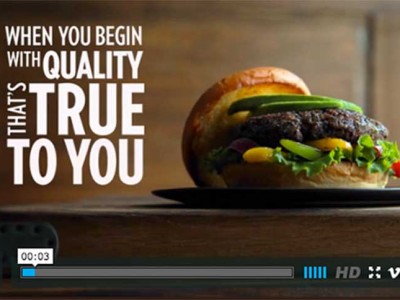 WHEN YOU BEGIN
WITH QUALITY
THAT'S TRUE
TO YOU
00:03
HD